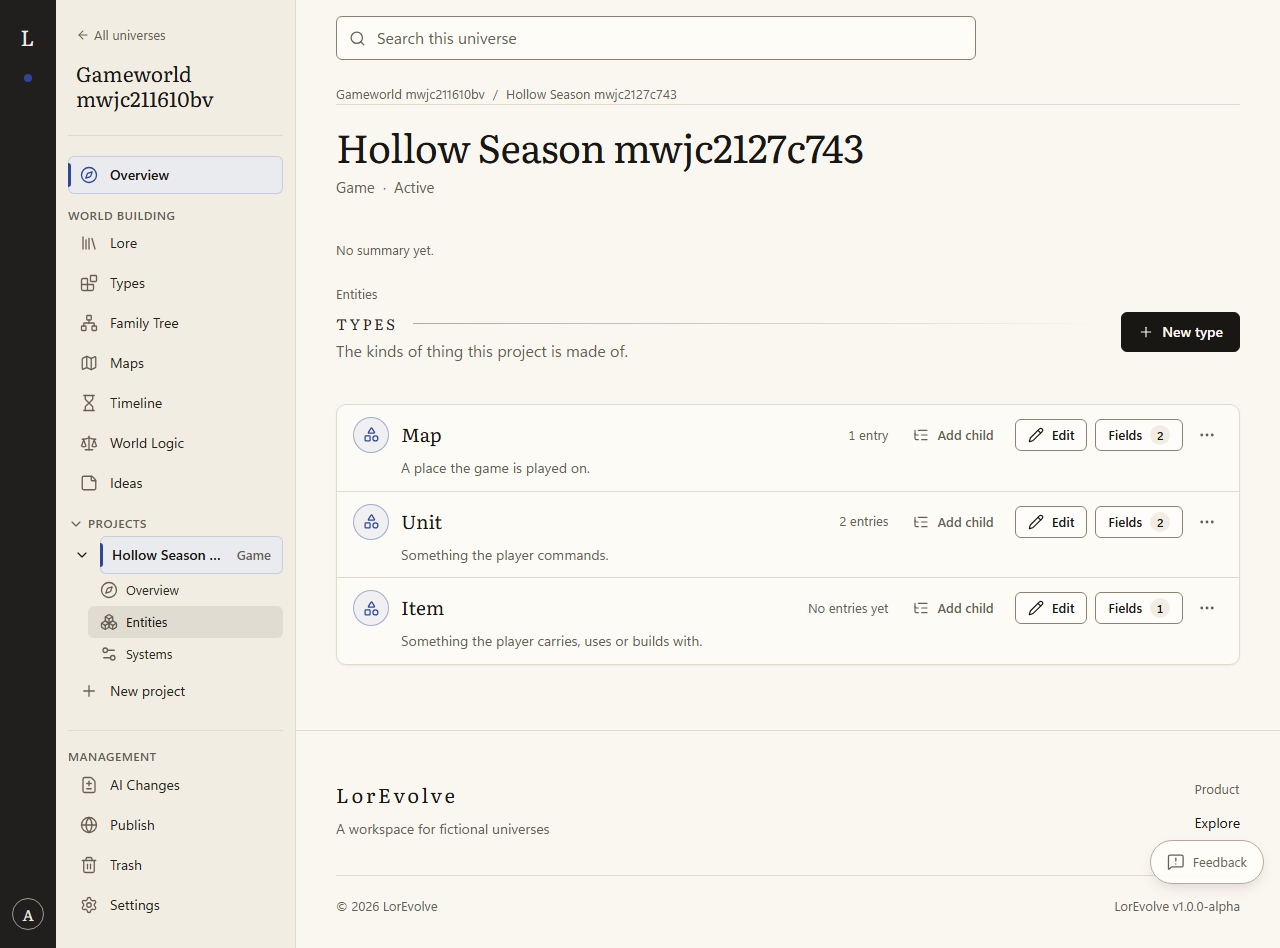 L
All universes
Gameworld
mwjc211610bv
Overview
WORLD BUILDING
Lore
Types
Family Tree
Maps
Timeline
World Logic
Ideas
PROJECTS
Hollow Season ... Game
Overview
Entities
Systems
New project
MANAGEMENT
AI Changes
Publish
Trash
Settings
A
Search this universe
Gameworld mwjc211610bv / Hollow Season mwjc2127c743
Hollow Season mwjc2127c743
Game · Active
No summary yet.
Entities
TYPES
New type
The kinds of thing this project is made of.
Map 1 entry Add child Edit Fields 2
A place the game is played on.
Unit 2 entries Add child Edit Fields 2
Something the player commands.
Item No entries yet Add child Edit Fields 1
Something the player carries, uses or builds with.
LorEvolve
A workspace for fictional universes
Product
Explore
Feedback
© 2026 LorEvolve
LorEvolve v1.0.0-alpha